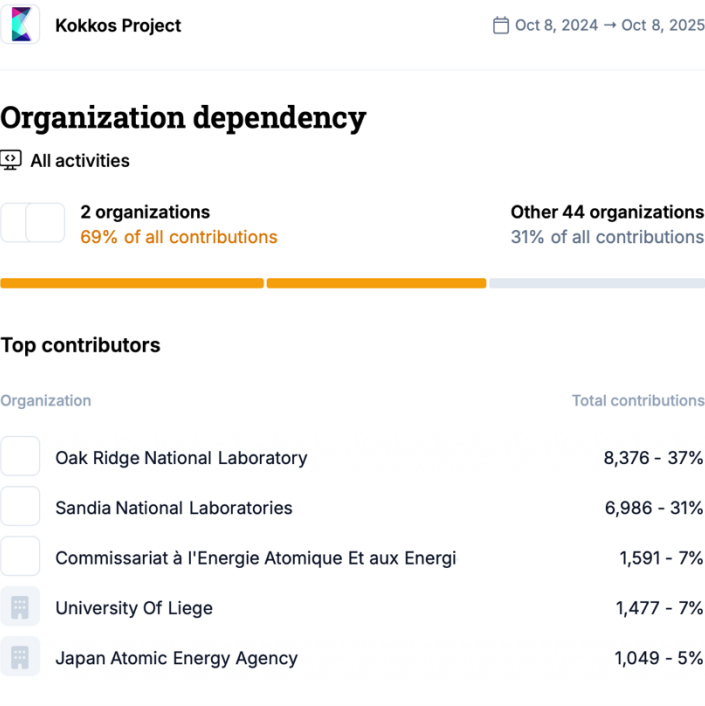 Kokkos Project
Oct 8, 2024 → Oct 8, 2025
Organization dependency
All activities
2 organizations
69% of all contributions
Other 44 organizations
31% of all contributions
Top contributors
Organization
Total contributions
Oak Ridge National Laboratory
8,376 - 37%
Sandia National Laboratories
6,986 - 31%
Commissariat à l'Energie Atomique Et aux Energi
1,591 - 7%
University Of Liege
1,477 - 7%
Japan Atomic Energy Agency
1,049 - 5%